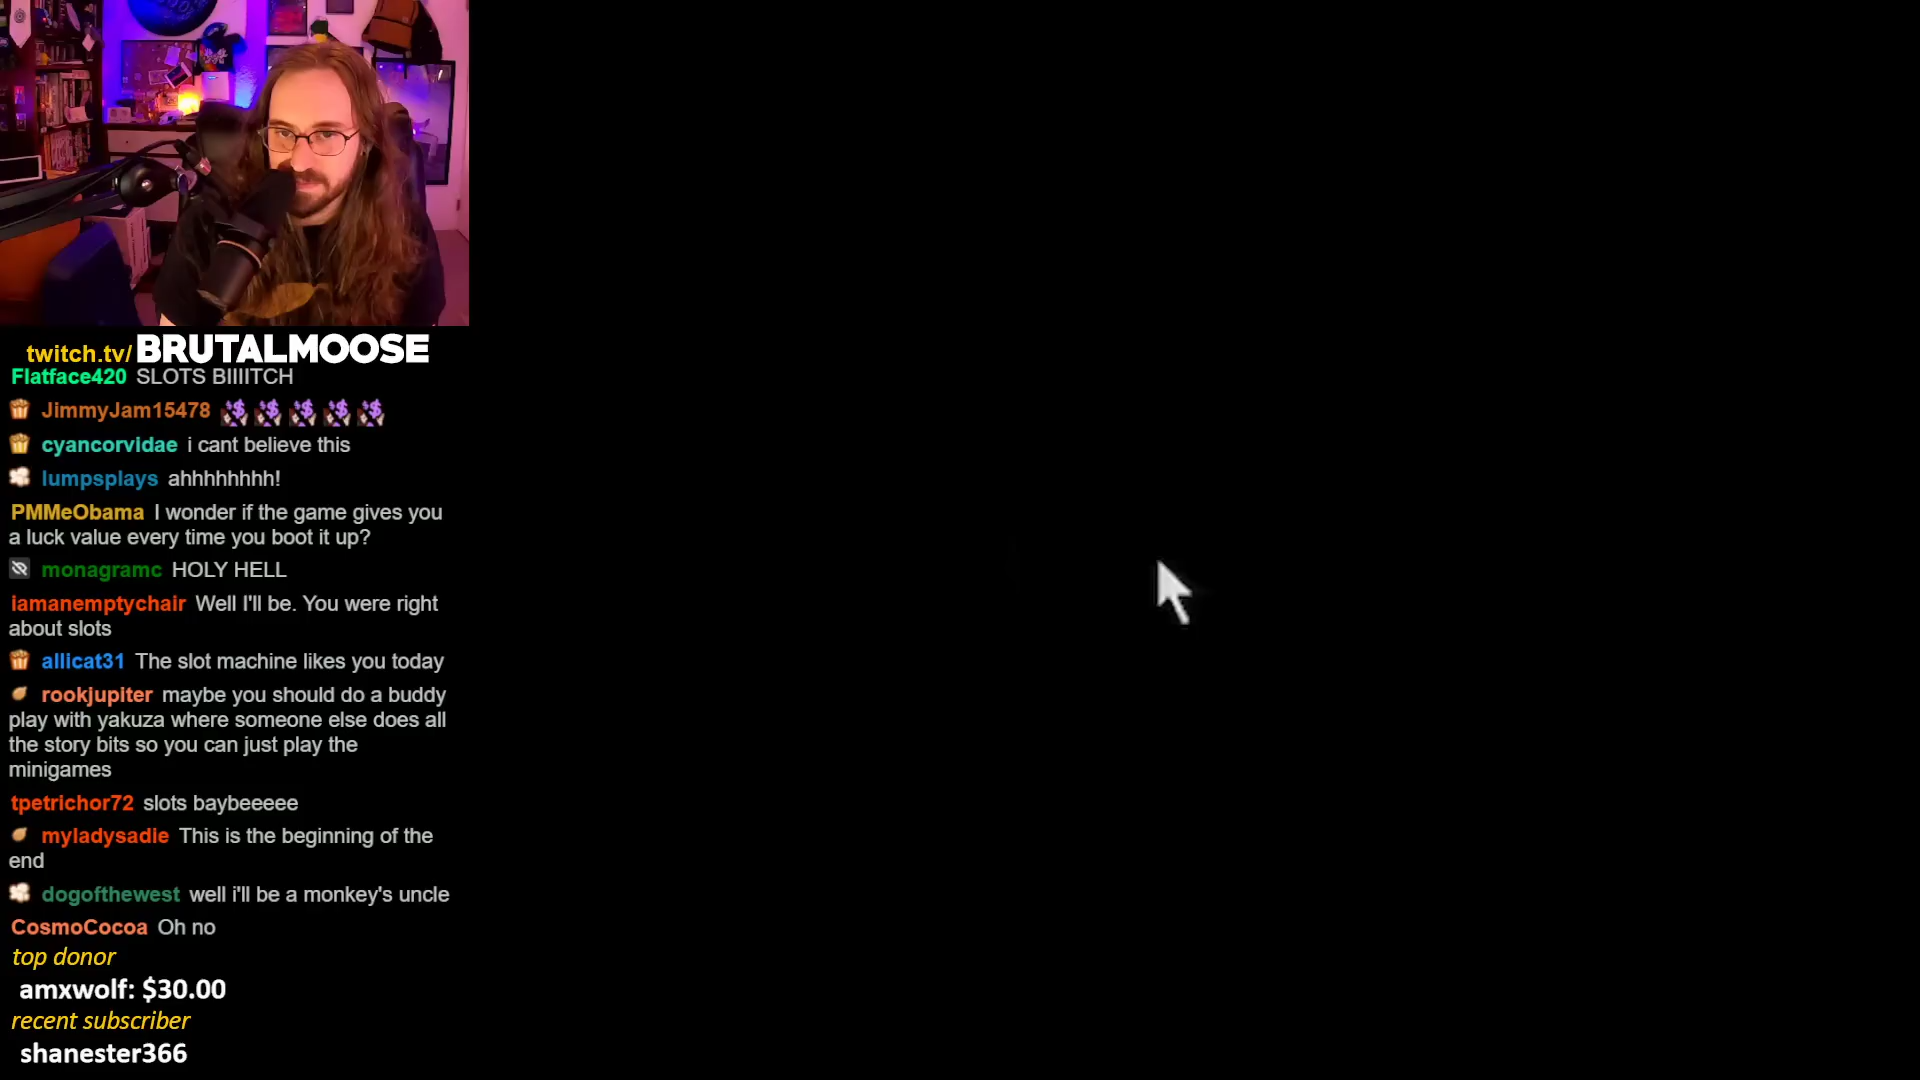 twitch.tv/BRUTALMOOSE
Flatface420 SLOTS BIIIITCH
JimmyJam15478
cyancorvidae i cant believe this
lumpsplays ahhhhhhhh!
PMMeObama I wonder if the game gives you
a luck value every time you boot it up?
monagramc HOLY HELL
iamanemptychair Well I'll be. You were right
about slots
allicat31 The slot machine likes you today
rookjupiter maybe you should do a buddy
play with yakuza where someone else does all
the story bits so you can just play the
minigames
tpetrichor72 slots baybeeeee
myladysadie This is the beginning of the
end
dogofthewest well i'll be a monkey's uncle
CosmoCocoa Oh no
top donor
amxwolf: $30.00
recent subscriber
shanester366